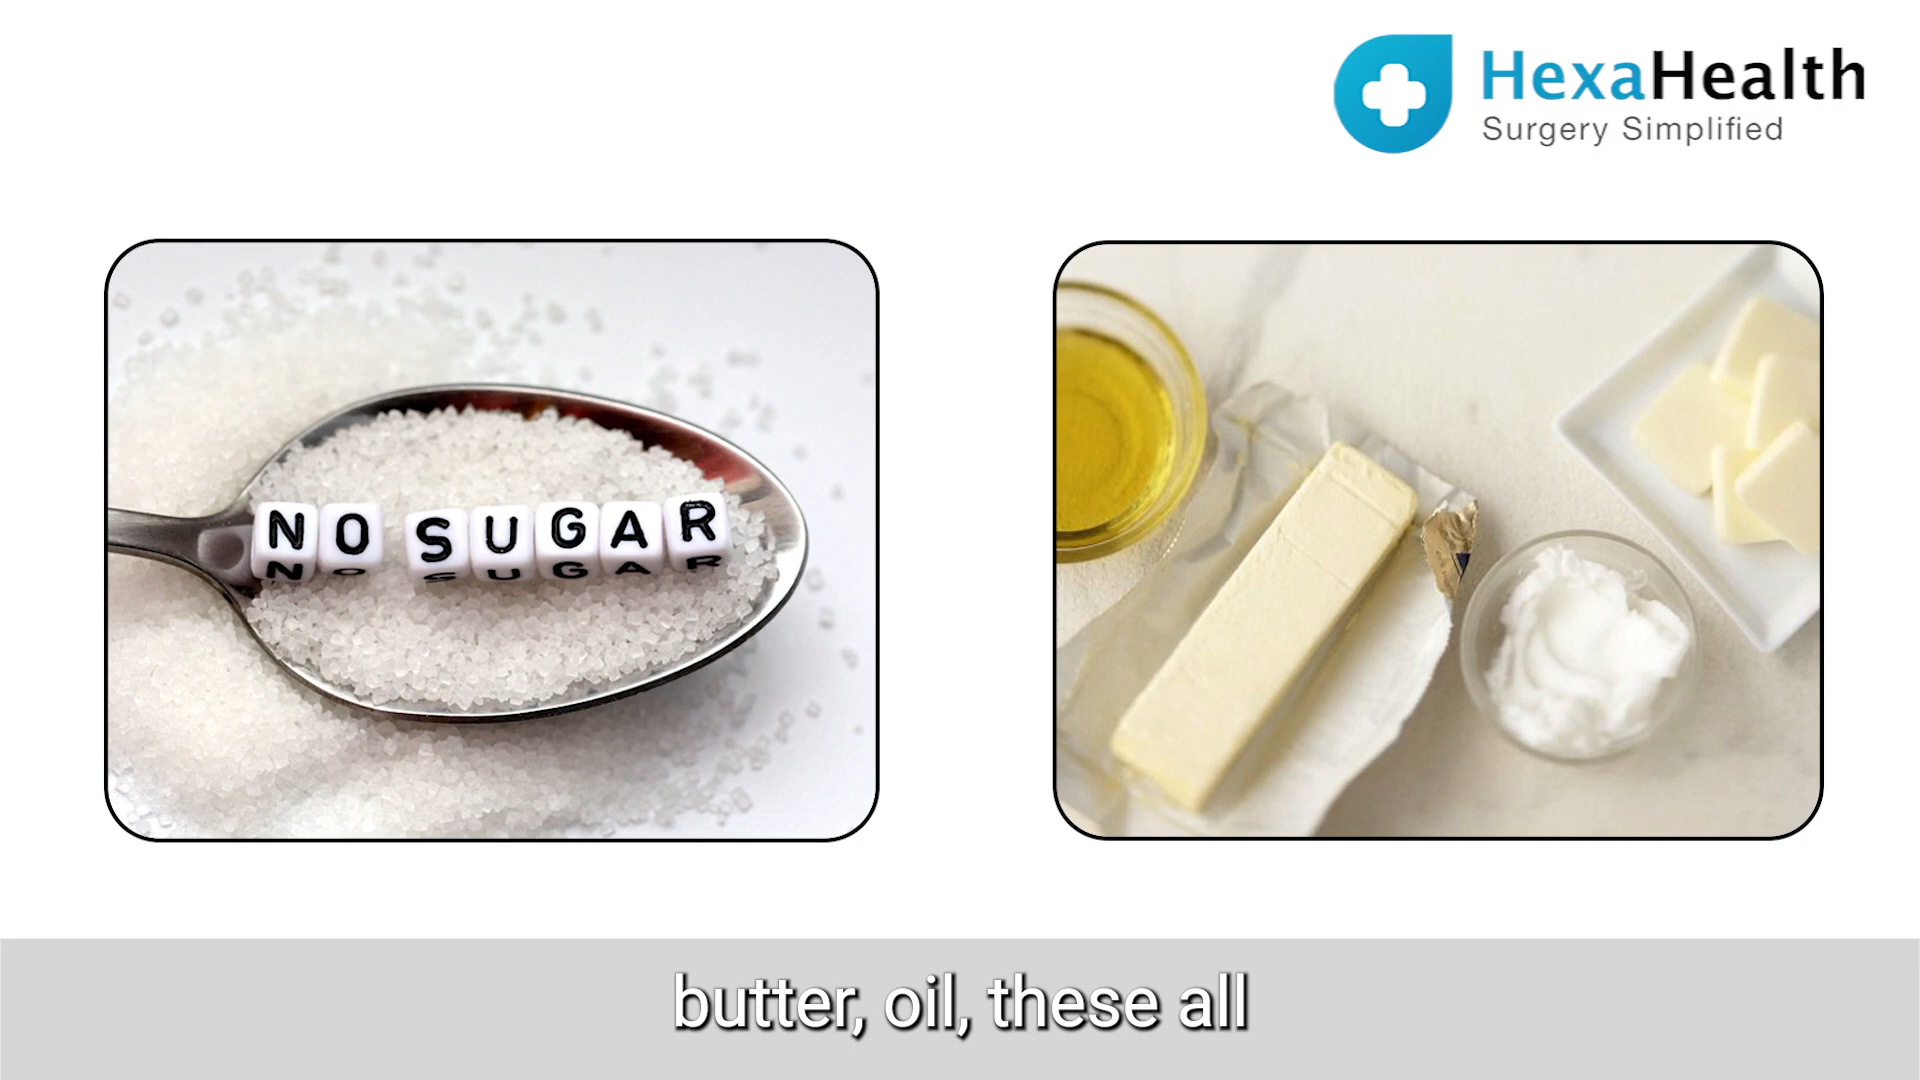 HexaHealth
Surgery Simplified
NO SUGAR
butter, oil, these all